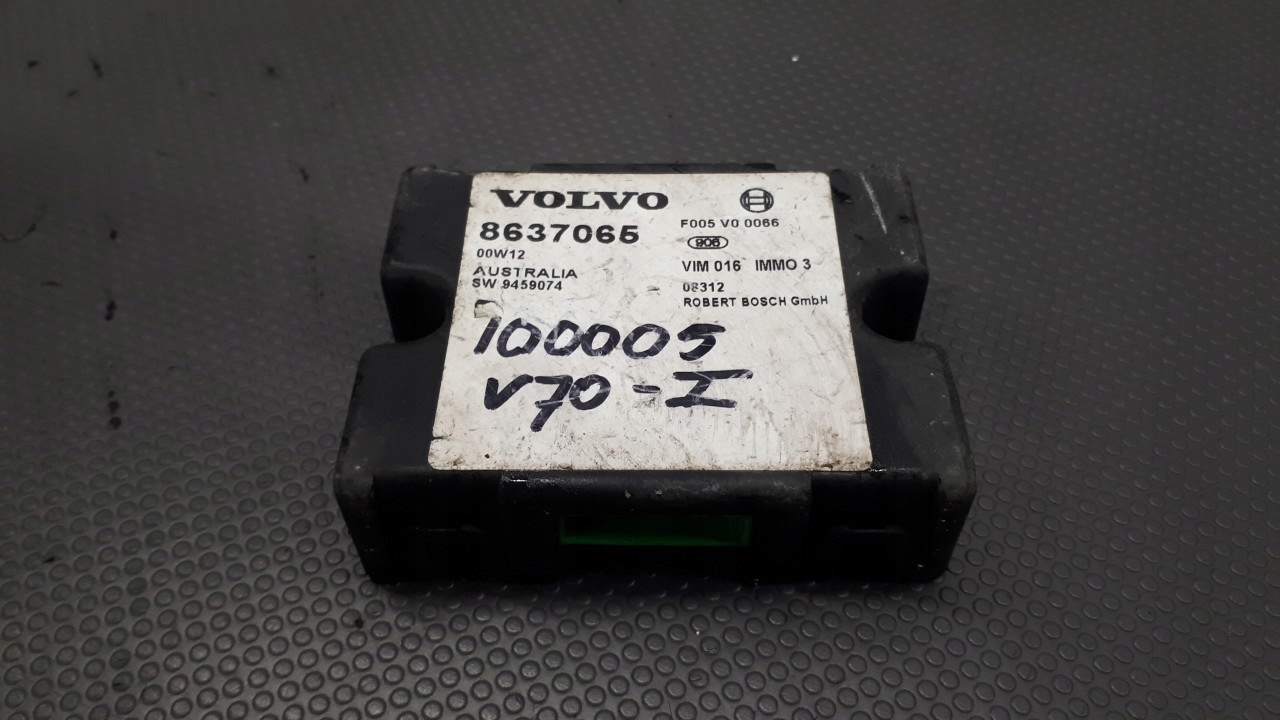 VOLVO
8637065
00W12
AUSTRALIA
SW 9459074
F005 V0 0066
906
VIM 016 IMMO 3
08312
ROBERT BOSCH GmbH
100005
V70-I